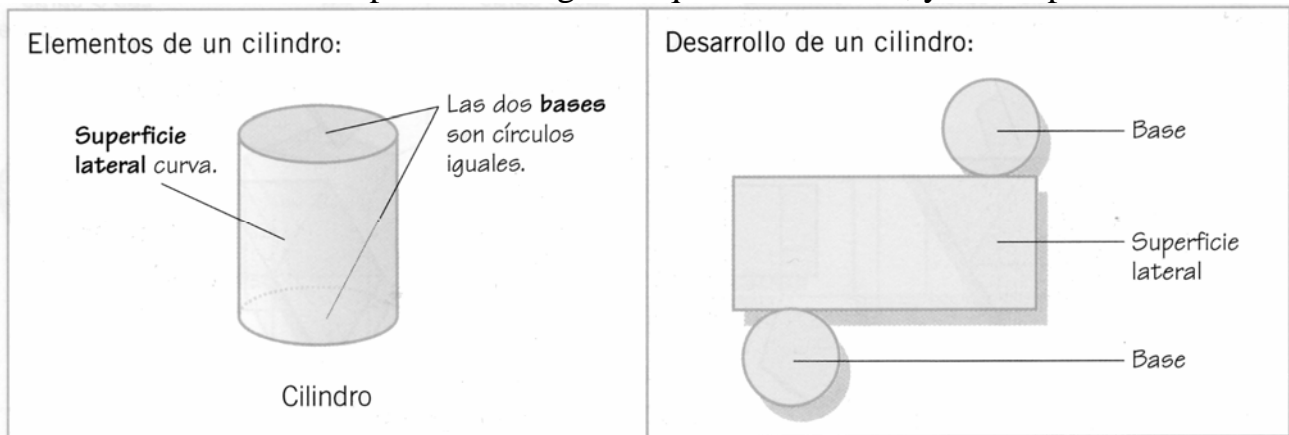 Elementos de un cilindro:
Superficie
lateral curva.
Las dos bases
son círculos
iguales.
Cilindro
Desarrollo de un cilindro:
Base
Superficie
lateral
Base